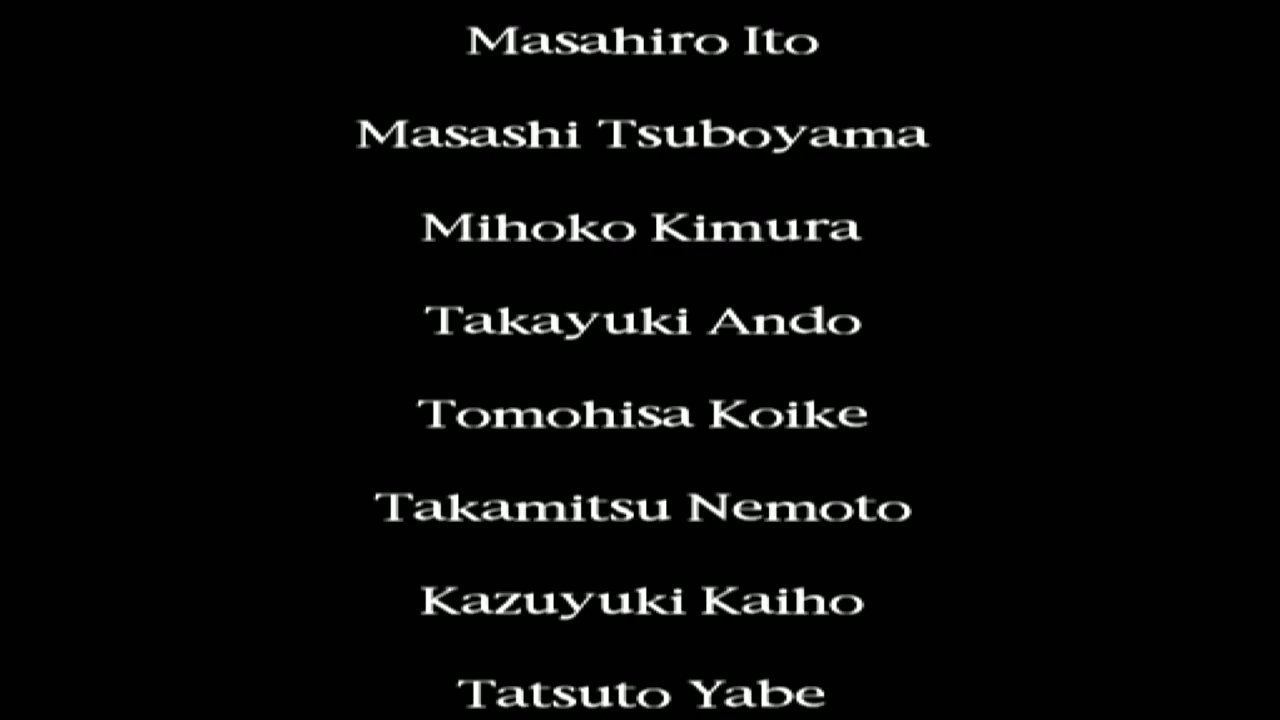 Masahiro Ito
Masashi Tsuboyama
Mihoko Kimura
Takayuki Ando
Tomohisa Koike
Takamitsu Nemoto
Kazuyuki Kaiho
Tatsuto Yabe